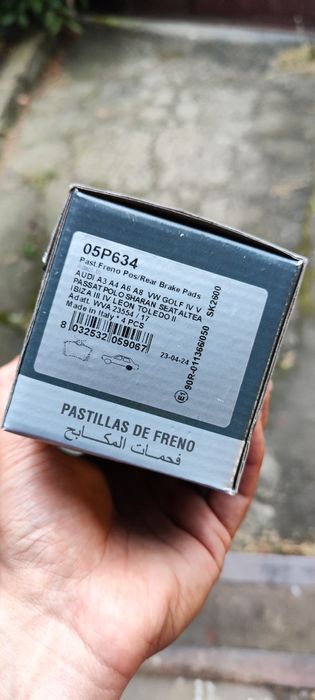 05P634
Past.Freno Pos/Rear Brake Pads
AUDI A3 A4 A6 A8 VW GOLF IV V
PASSAT POLO SHARAN SEAT ALTEA
IBIZA III IV LEON TOLEDO II
Adatt. WVA 23554 / 17
Made in Italy • 4 PCS
8 032532 059067
23-04-24
E1 90R-011366/050 SK2600
PASTILLAS DE FRENO
فحمات المكابح